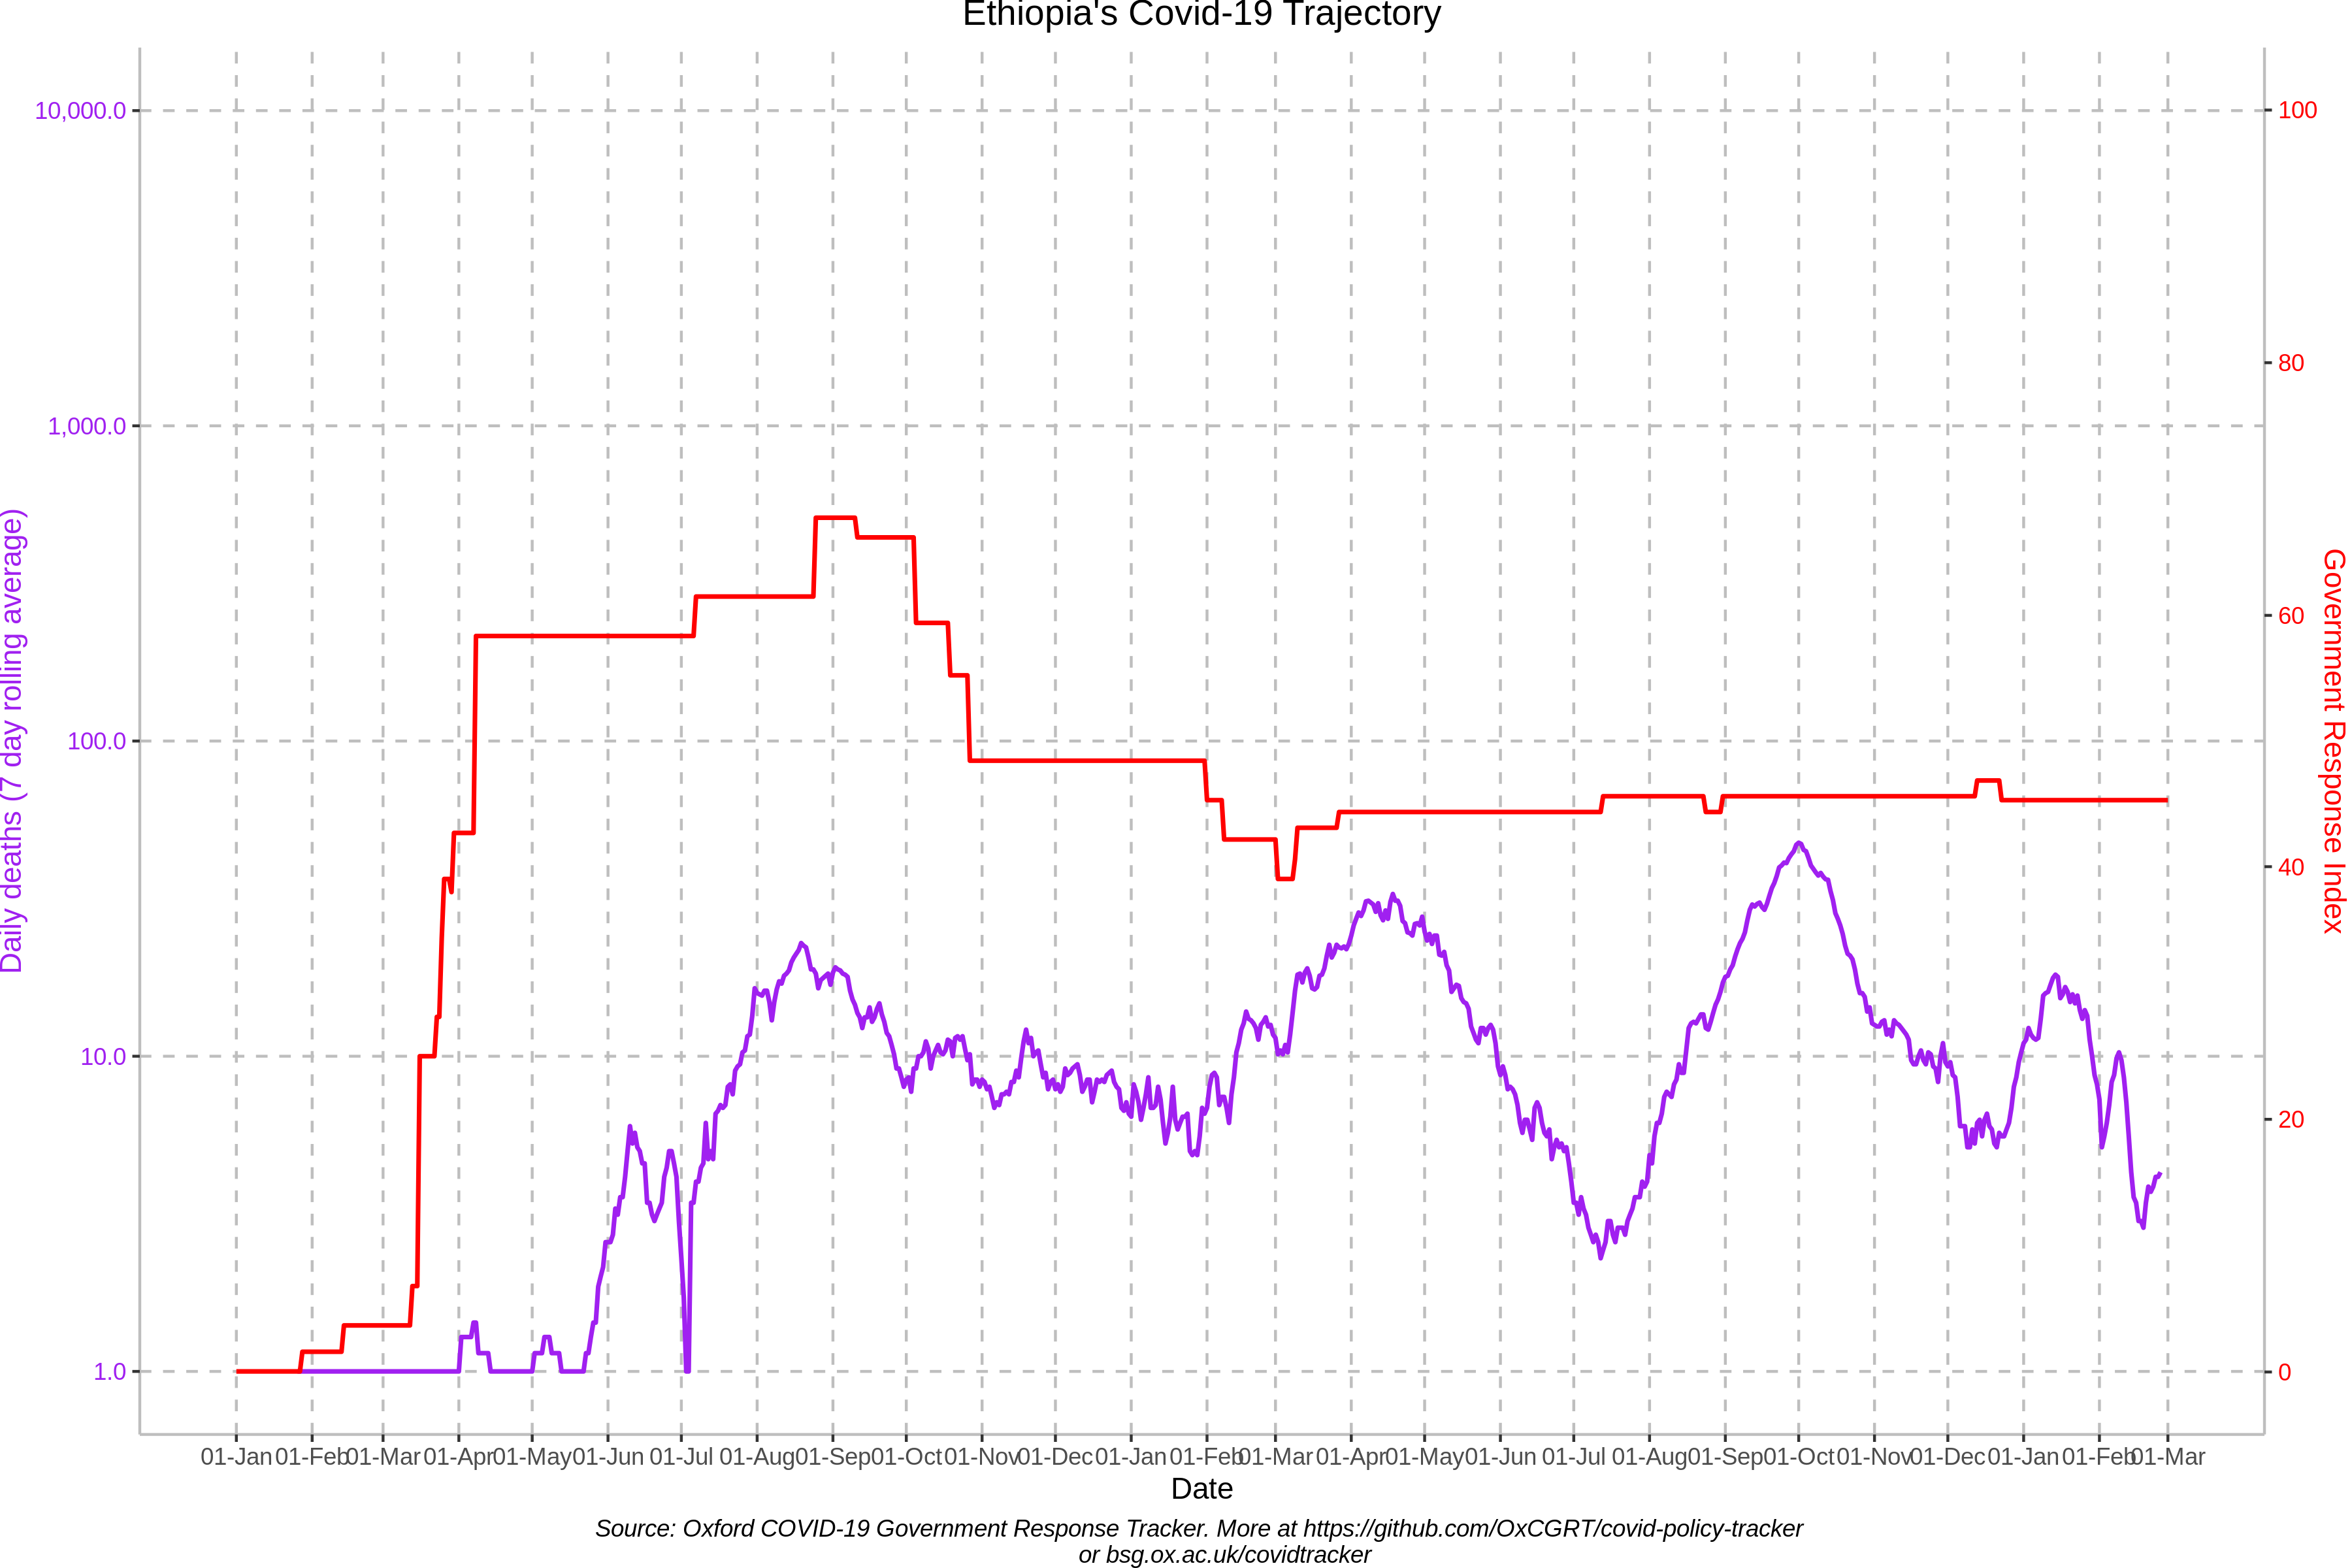 Ethiopia's Covid-19 Trajectory
10,000.0
1,000.0
100.0
10.0
1.0
Daily deaths (7 day rolling average)
100
80
60
40
20
0
Government Response Index
01-Jan 01-Feb 01-Mar 01-Apr 01-May 01-Jun 01-Jul 01-Aug 01-Sep 01-Oct 01-Nov 01-Dec 01-Jan 01-Feb 01-Mar 01-Apr 01-May 01-Jun 01-Jul 01-Aug 01-Sep 01-Oct 01-Nov 01-Dec 01-Jan 01-Feb 01-Mar
Date
Source: Oxford COVID-19 Government Response Tracker. More at https://github.com/OxCGRT/covid-policy-tracker
or bsg.ox.ac.uk/covidtracker